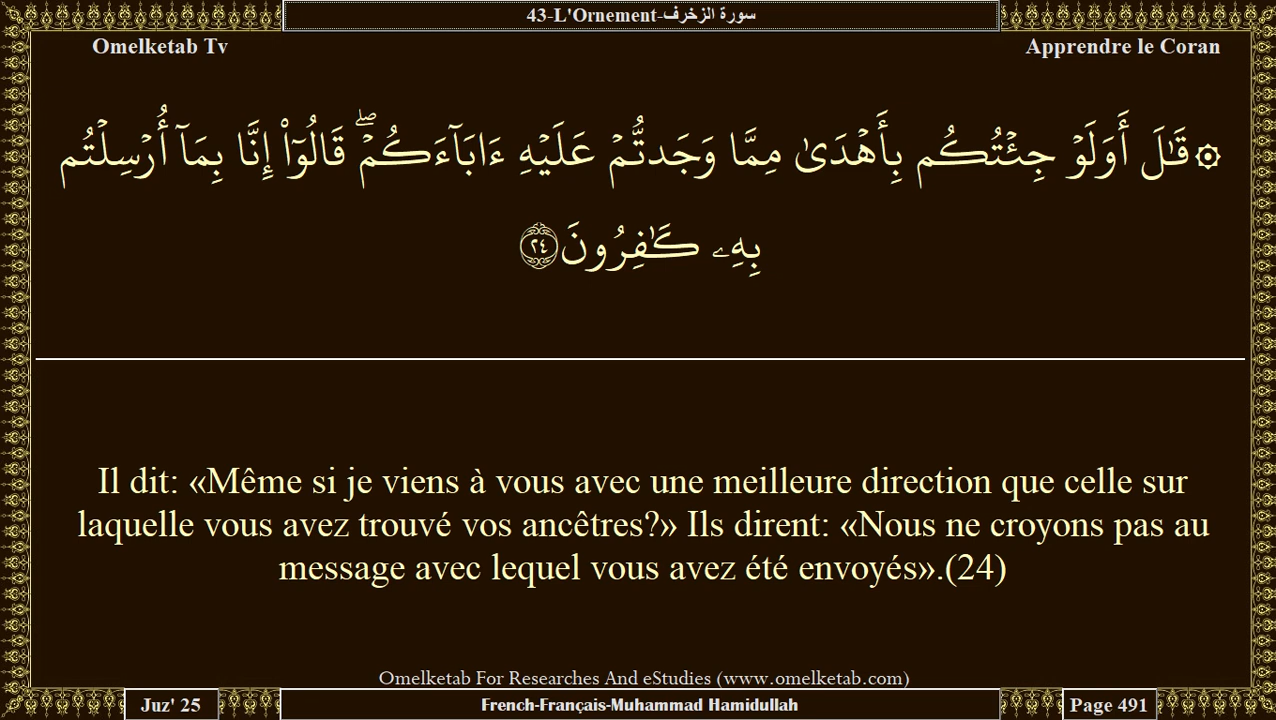 43-L'Ornement-سورة الزخرف
Omelketab Tv
Apprendre le Coran
۞ قَٰلَ أَوَلَوۡ جِئۡتُكُم بِأَهۡدَىٰ مِمَّا وَجَدتُّمۡ عَلَيۡهِ ءَابَآءَكُمۡۖ قَالُوٓاْ إِنَّا بِمَآ أُرۡسِلۡتُم
بِهِۦ كَٰفِرُونَ ٢٤
Il dit: «Même si je viens à vous avec une meilleure direction que celle sur
laquelle vous avez trouvé vos ancêtres?» Ils dirent: «Nous ne croyons pas au
message avec lequel vous avez été envoyés».(24)
Omelketab For Researches And eStudies (www.omelketab.com)
Juz' 25
French-Français-Muhammad Hamidullah
Page 491